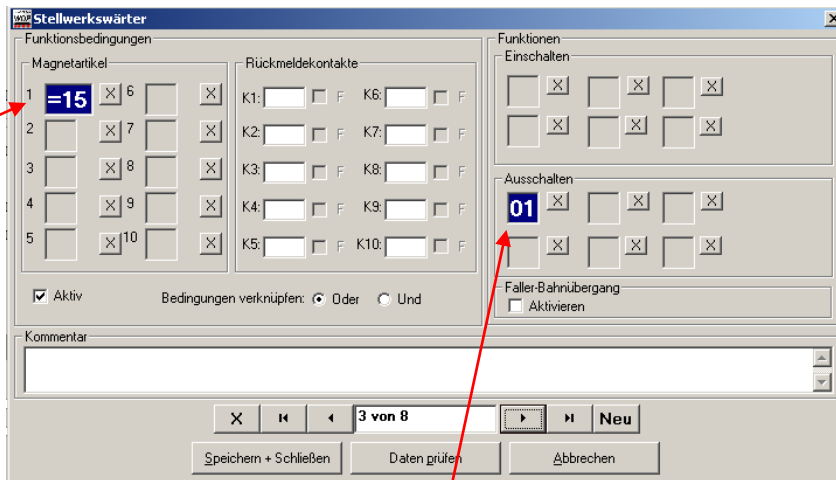 WDP Stellwerkswärter
Funktionsbedingungen
Magnetartikel
1 =15 X 6 X
2 X 7 X
3 X 8 X
4 X 9 X
5 X 10 X
Rückmeldekontakte
K1: F K6: F
K2: F K7: F
K3: F K8: F
K4: F K9: F
K5: F K10: F
Aktiv
Bedingungen verknüpfen: Oder Und
Funktionen
Einschalten
X X X
X X X
Ausschalten
01 X X X
X X X
Faller-Bahnübergang
Aktivieren
Kommentar
X 3 von 8 Neu
Speichern + Schließen Daten prüfen Abbrechen